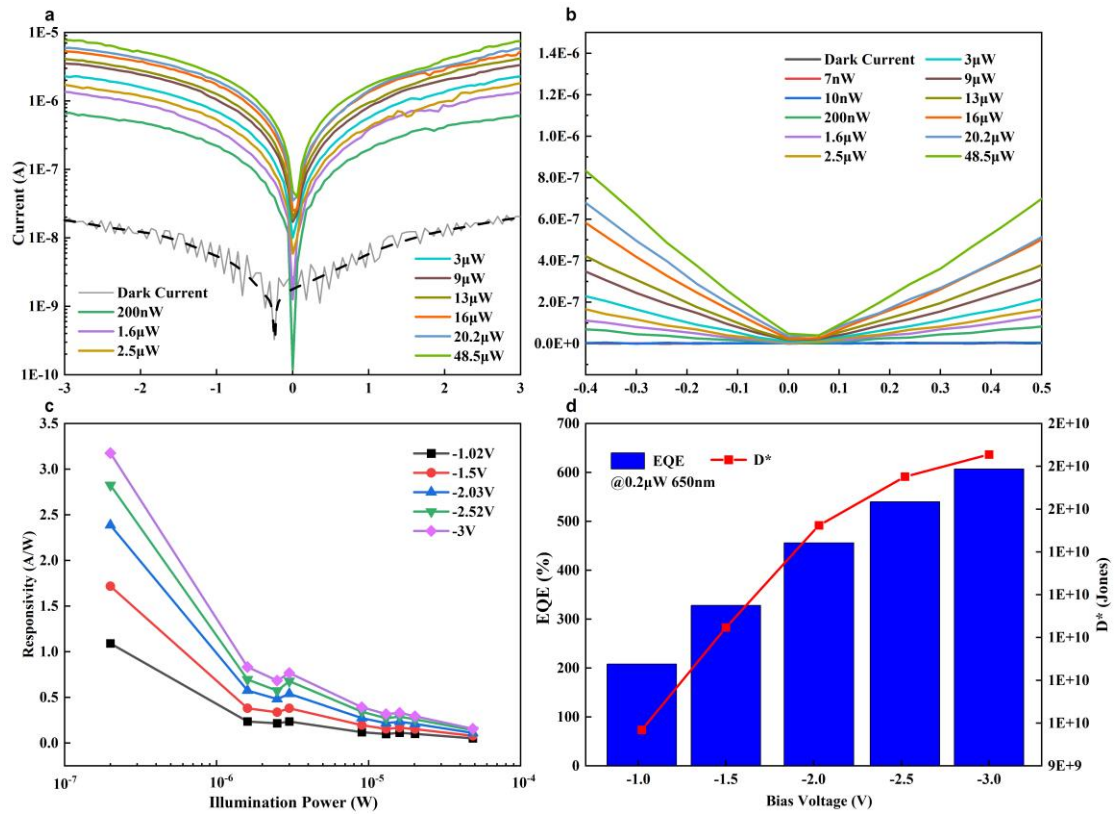 a
1E-5
1E-6
1E-7
1E-8
1E-9
1E-10
Current (A)
-3
-2
-1
0
1
2
3
Dark Current
200nW
1.6μW
2.5μW
3μW
9μW
13μW
16μW
20.2μW
48.5μW
b
1.4E-6
1.2E-6
1.0E-6
8.0E-7
6.0E-7
4.0E-7
2.0E-7
0.0E+0
-0.4
-0.3
-0.2
-0.1
0.0
0.1
0.2
0.3
0.4
0.5
Dark Current
7nW
10nW
200nW
1.6μW
2.5μW
3μW
9μW
13μW
16μW
20.2μW
48.5μW
c
3.5
3.0
2.5
2.0
1.5
1.0
0.5
0.0
Responsivity (A/W)
10-7
10-6
10-5
10-4
Illumination Power (W)
-1.02V
-1.5V
-2.03V
-2.52V
-3V
d
700
600
500
400
300
200
100
0
EQE (%)
EQE
D*
@0.2μW 650nm
-1.0
-1.5
-2.0
-2.5
-3.0
Bias Voltage (V)
2E+10
2E+10
2E+10
1E+10
1E+10
1E+10
1E+10
1E+10
9E+9
D* (Jones)